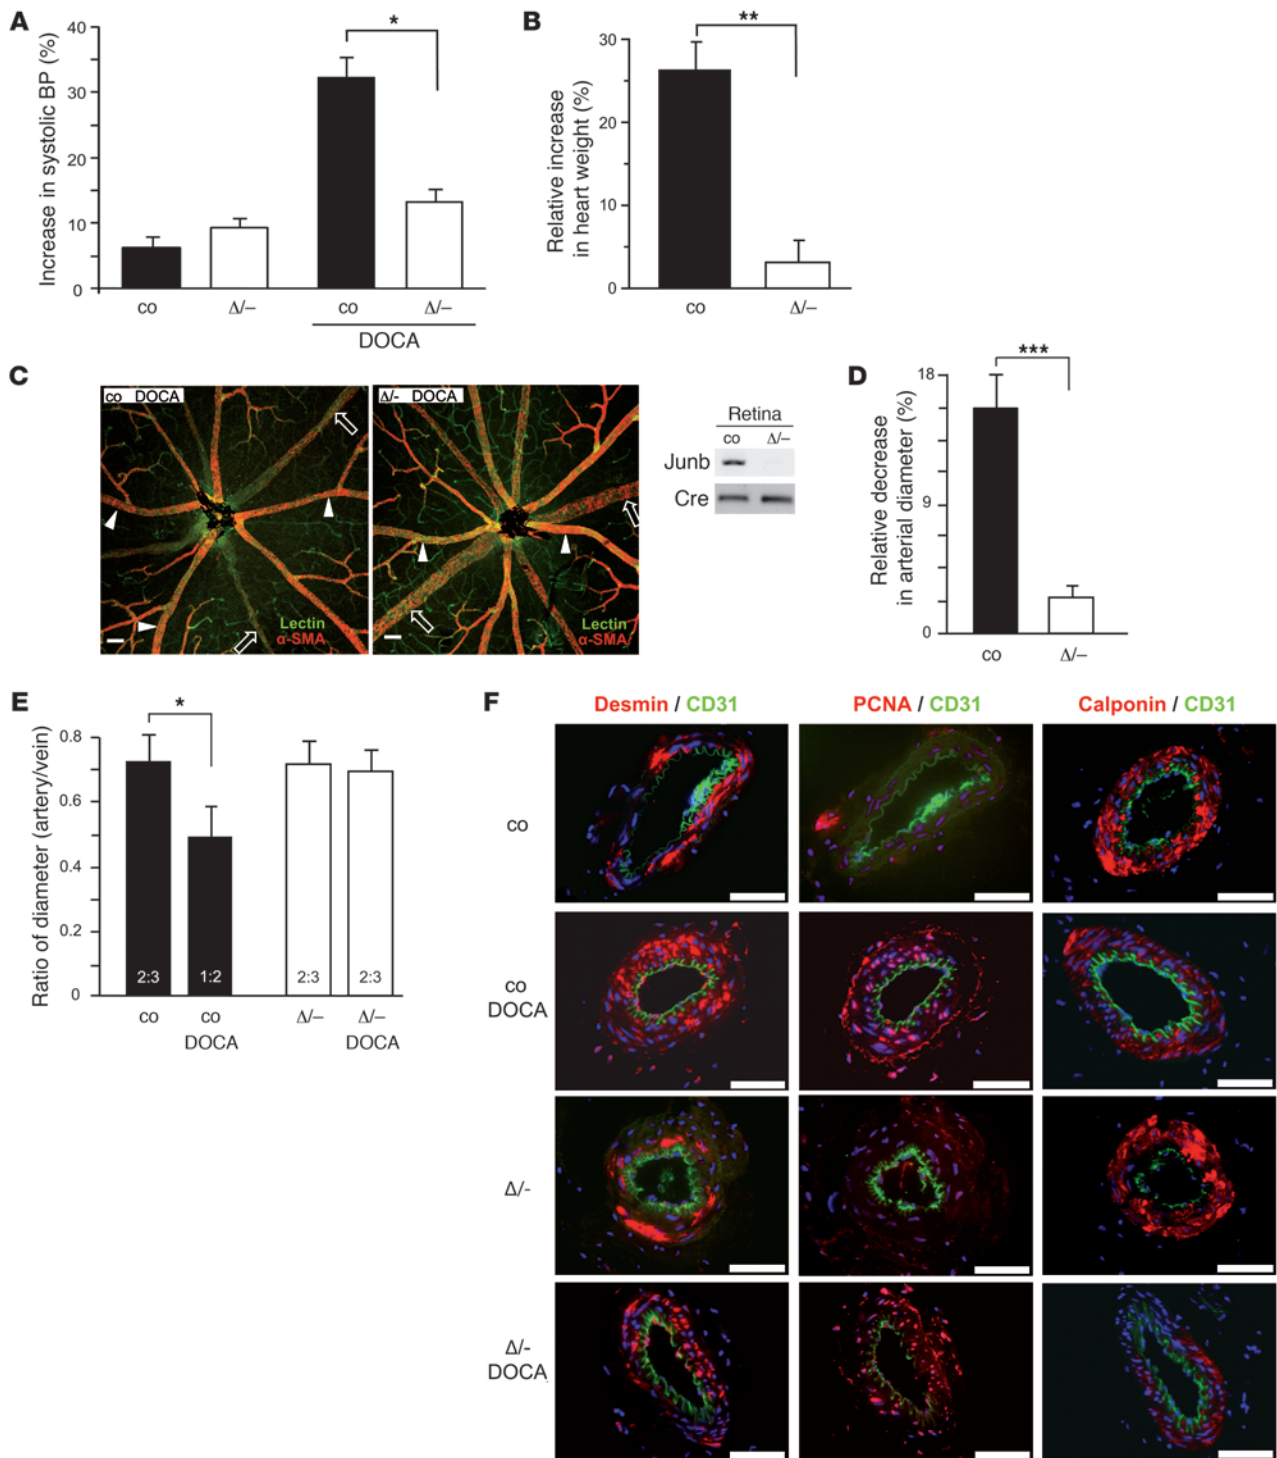 A
Increase in systolic BP (%)
40
30
20
10
0
*
co
Δ/–
co
Δ/–
DOCA
B
Relative increase
in heart weight (%)
30
20
10
0
**
co
Δ/–
C
co DOCA
Lectin
α-SMA
Δ/- DOCA
Lectin
α-SMA
Retina
co Δ/–
Junb
Cre
D
Relative decrease
in arterial diameter (%)
18
9
0
***
co
Δ/–
E
Ratio of diameter (artery/vein)
0.8
0.6
0.4
0.2
0
*
2:3
1:2
2:3
2:3
co
co
DOCA
Δ/–
Δ/–
DOCA
F
Desmin / CD31
PCNA / CD31
Calponin / CD31
co
co
DOCA
Δ/-
Δ/-
DOCA